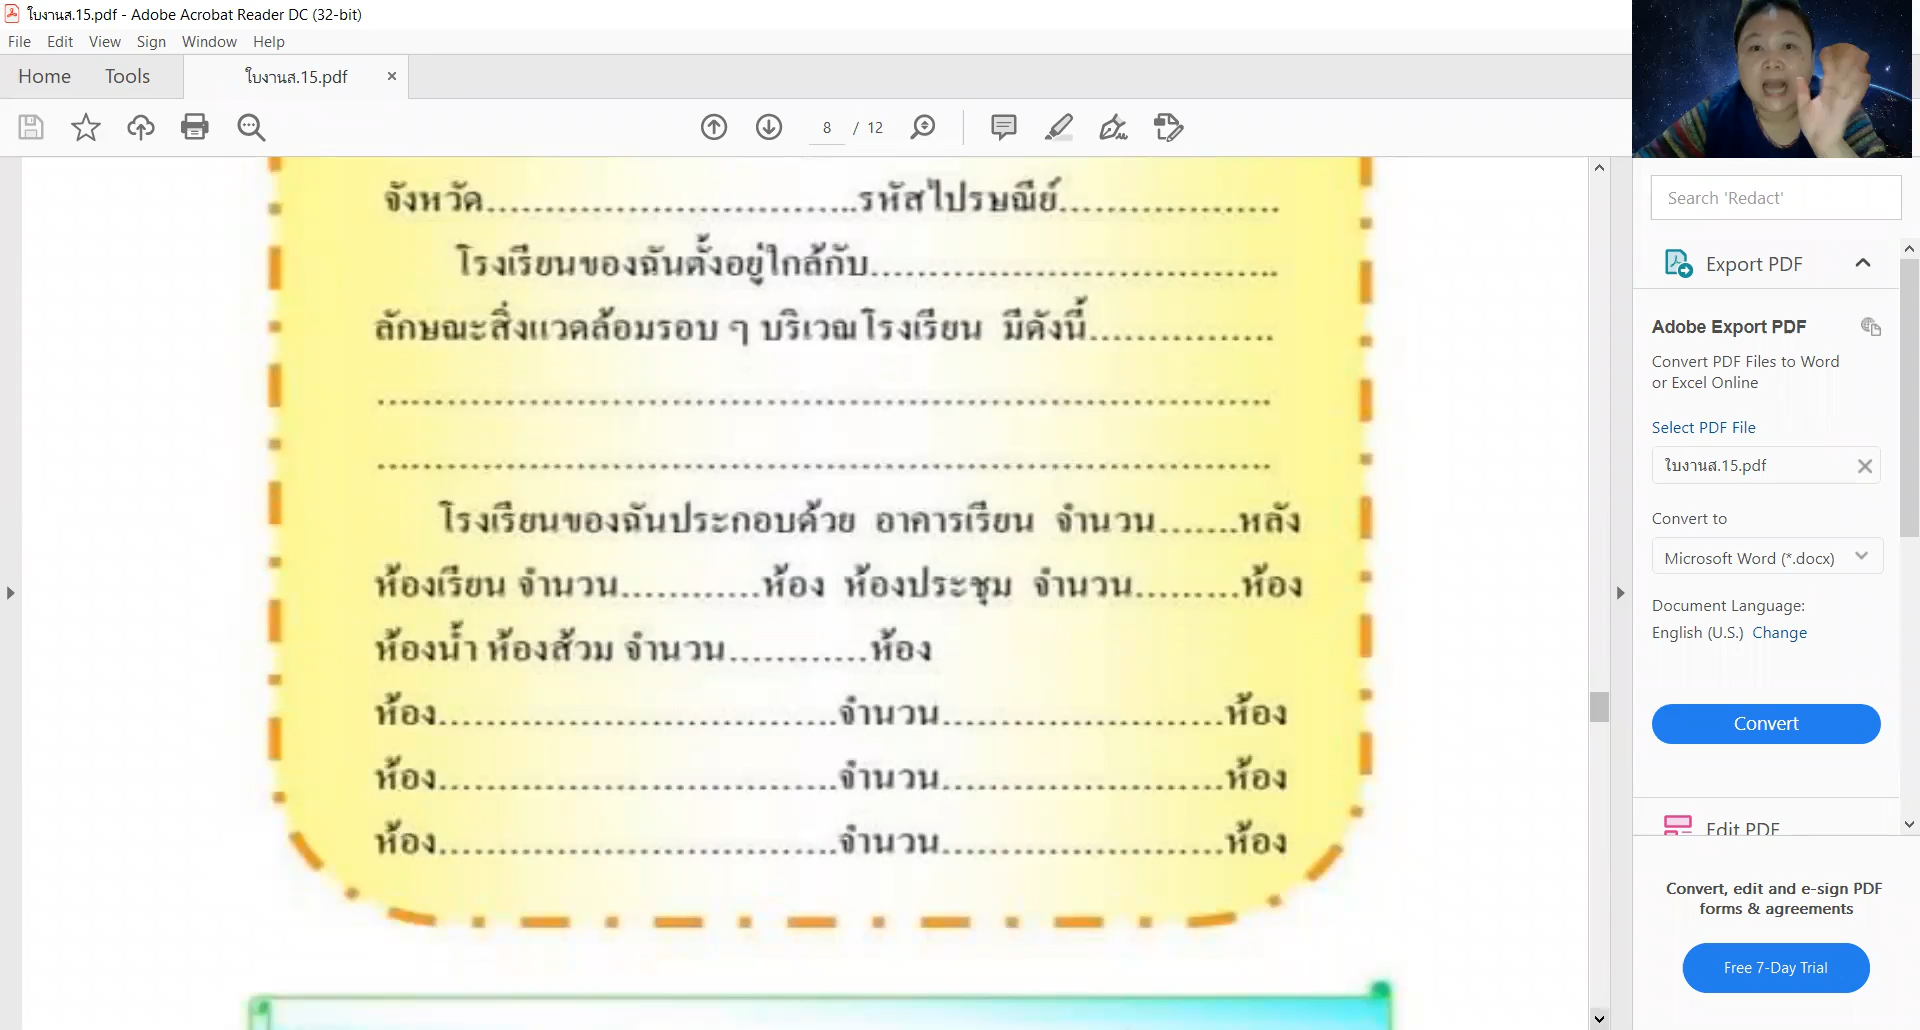 ใบงานส.15.pdf - Adobe Acrobat Reader DC (32-bit)
File Edit View Sign Window Help
Home Tools ใบงานส.15.pdf ×
8 / 12
จังหวัด................................รหัสไปรษณีย์...................
โรงเรียนของฉันตั้งอยู่ใกล้กับ...................................
ลักษณะสิ่งแวดล้อมรอบ ๆ บริเวณโรงเรียน มีดังนี้................
.............................................................................
.............................................................................
โรงเรียนของฉันประกอบด้วย อาคารเรียน จำนวน.......หลัง
ห้องเรียน จำนวน............ห้อง ห้องประชุม จำนวน.........ห้อง
ห้องน้ำ ห้องส้วม จำนวน............ห้อง
ห้อง..................................จำนวน........................ห้อง
ห้อง..................................จำนวน........................ห้อง
ห้อง..................................จำนวน........................ห้อง
Search 'Redact'
Export PDF
Adobe Export PDF
Convert PDF Files to Word
or Excel Online
Select PDF File
ใบงานส.15.pdf
Convert to
Microsoft Word (*.docx)
Document Language:
English (U.S.) Change
Convert
Edit PDF
Convert, edit and e-sign PDF
forms & agreements
Free 7-Day Trial